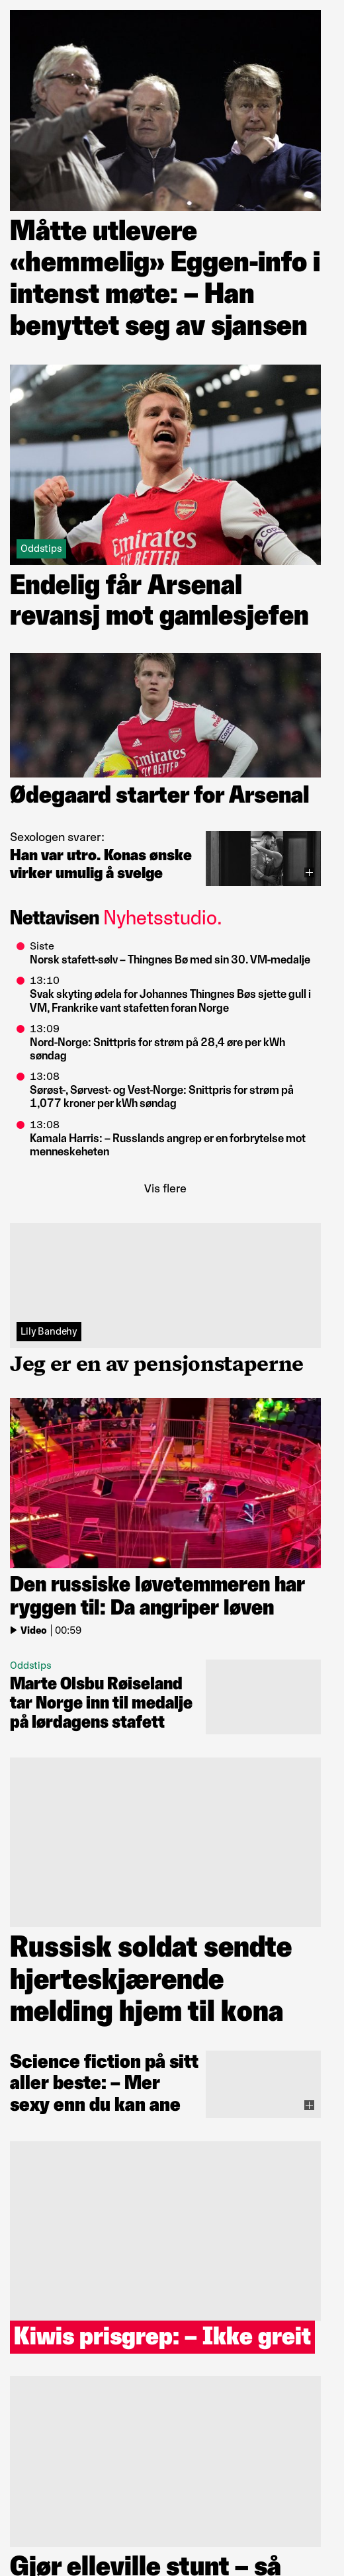 Måtte utlevere
«hemmelig» Eggen-info i
intenst møte: – Han
benyttet seg av sjansen
Emirates
FLY BETTER
Oddstips
Endelig får Arsenal
revansj mot gamlesjefen
Emirates
FLY BETTER
Ødegaard starter for Arsenal
Sexologen svarer:
Han var utro. Konas ønske
virker umulig å svelge
Nettavisen Nyhetsstudio.
Siste
Norsk stafett-sølv – Thingnes Bø med sin 30. VM-medalje
13:10
Svak skyting ødela for Johannes Thingnes Bøs sjette gull i
VM, Frankrike vant stafetten foran Norge
13:09
Nord-Norge: Snittpris for strøm på 28,4 øre per kWh
søndag
13:08
Sørøst-, Sørvest- og Vest-Norge: Snittpris for strøm på
1,077 kroner per kWh søndag
13:08
Kamala Harris: – Russlands angrep er en forbrytelse mot
menneskeheten
Vis flere
Lily Bandehy
Jeg er en av pensjonstaperne
Den russiske løvetemmeren har
ryggen til: Da angriper løven
Video 00:59
Oddstips
Marte Olsbu Røiseland
tar Norge inn til medalje
på lørdagens stafett
Russisk soldat sendte
hjerteskjærende
melding hjem til kona
Science fiction på sitt
aller beste: – Mer
sexy enn du kan ane
Kiwis prisgrep: – Ikke greit
Gjør elleville stunt – så